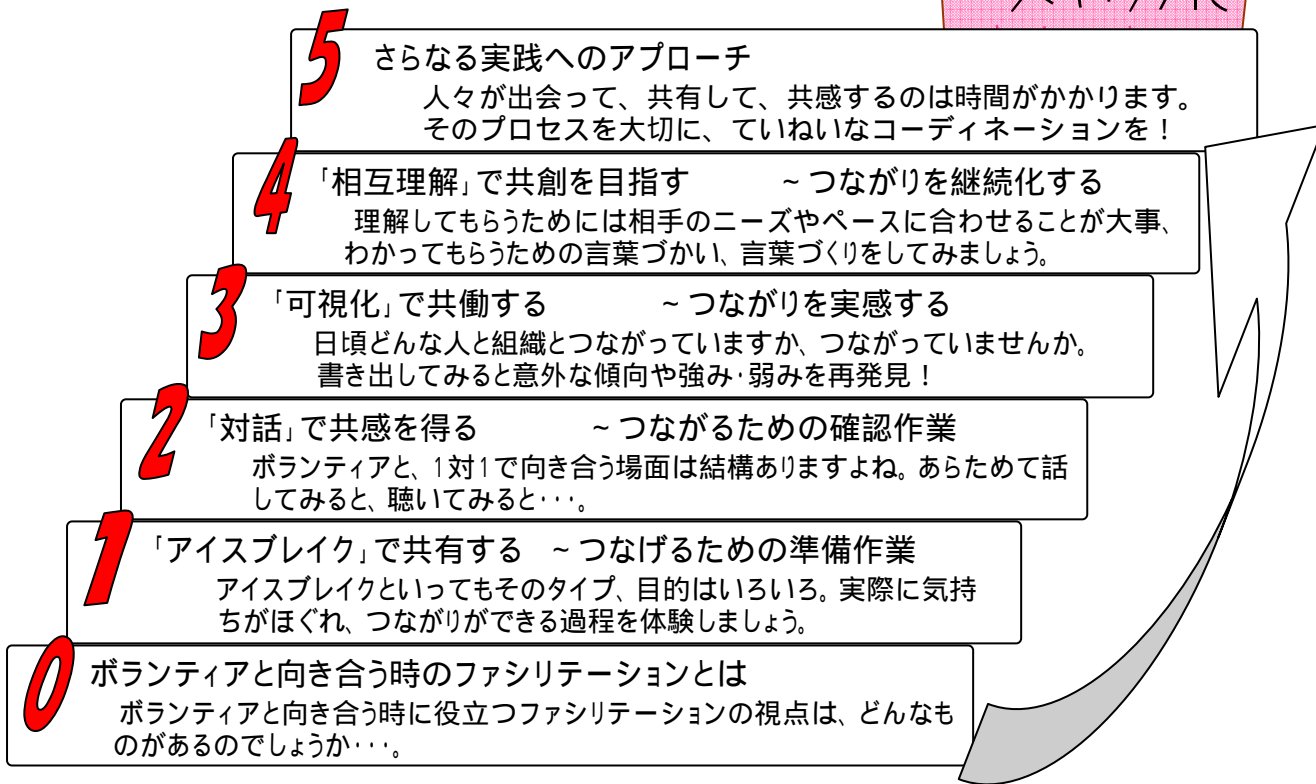 5 さらなる実践へのアプローチ
人々が出会って、共有して、共感するのは時間がかかります。
そのプロセスを大切に、ていねいなコーディネーションを！
4 「相互理解」で共創を目指す ~つながりを継続化する
理解してもらうためには相手のニーズやペースに合わせることが大事、
わかってもらうための言葉づかい、言葉づくりをしてみましょう。
3 「可視化」で共働する ~つながりを実感する
日頃どんな人と組織とつながっていますか、つながっていませんか。
書き出してみると意外な傾向や強み・弱みを再発見！
2 「対話」で共感を得る ~つながるための確認作業
ボランティアと、1対1で向き合う場面は結構ありますよね。あらためて話
してみると、聴いてみると・・・。
1 「アイスブレイク」で共有する ~つなげるための準備作業
アイスブレイクといってもそのタイプ、目的はいろいろ。実際に気持
ちがほぐれ、つながりができる過程を体験しましょう。
0 ボランティアと向き合う時のファシリテーションとは
ボランティアと向き合う時に役立つファシリテーションの視点は、どんなも
のがあるのでしょうか・・・。